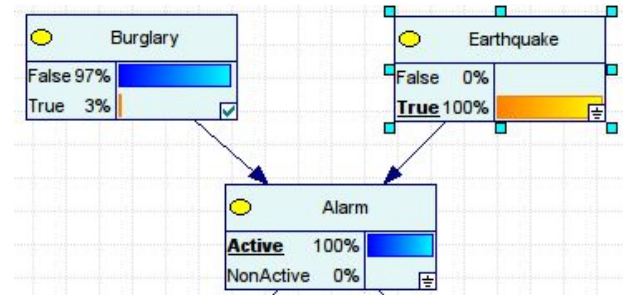 Burglary
False 97%
True 3%
Earthquake
False 0%
True 100%
Alarm
Active 100%
NonActive 0%